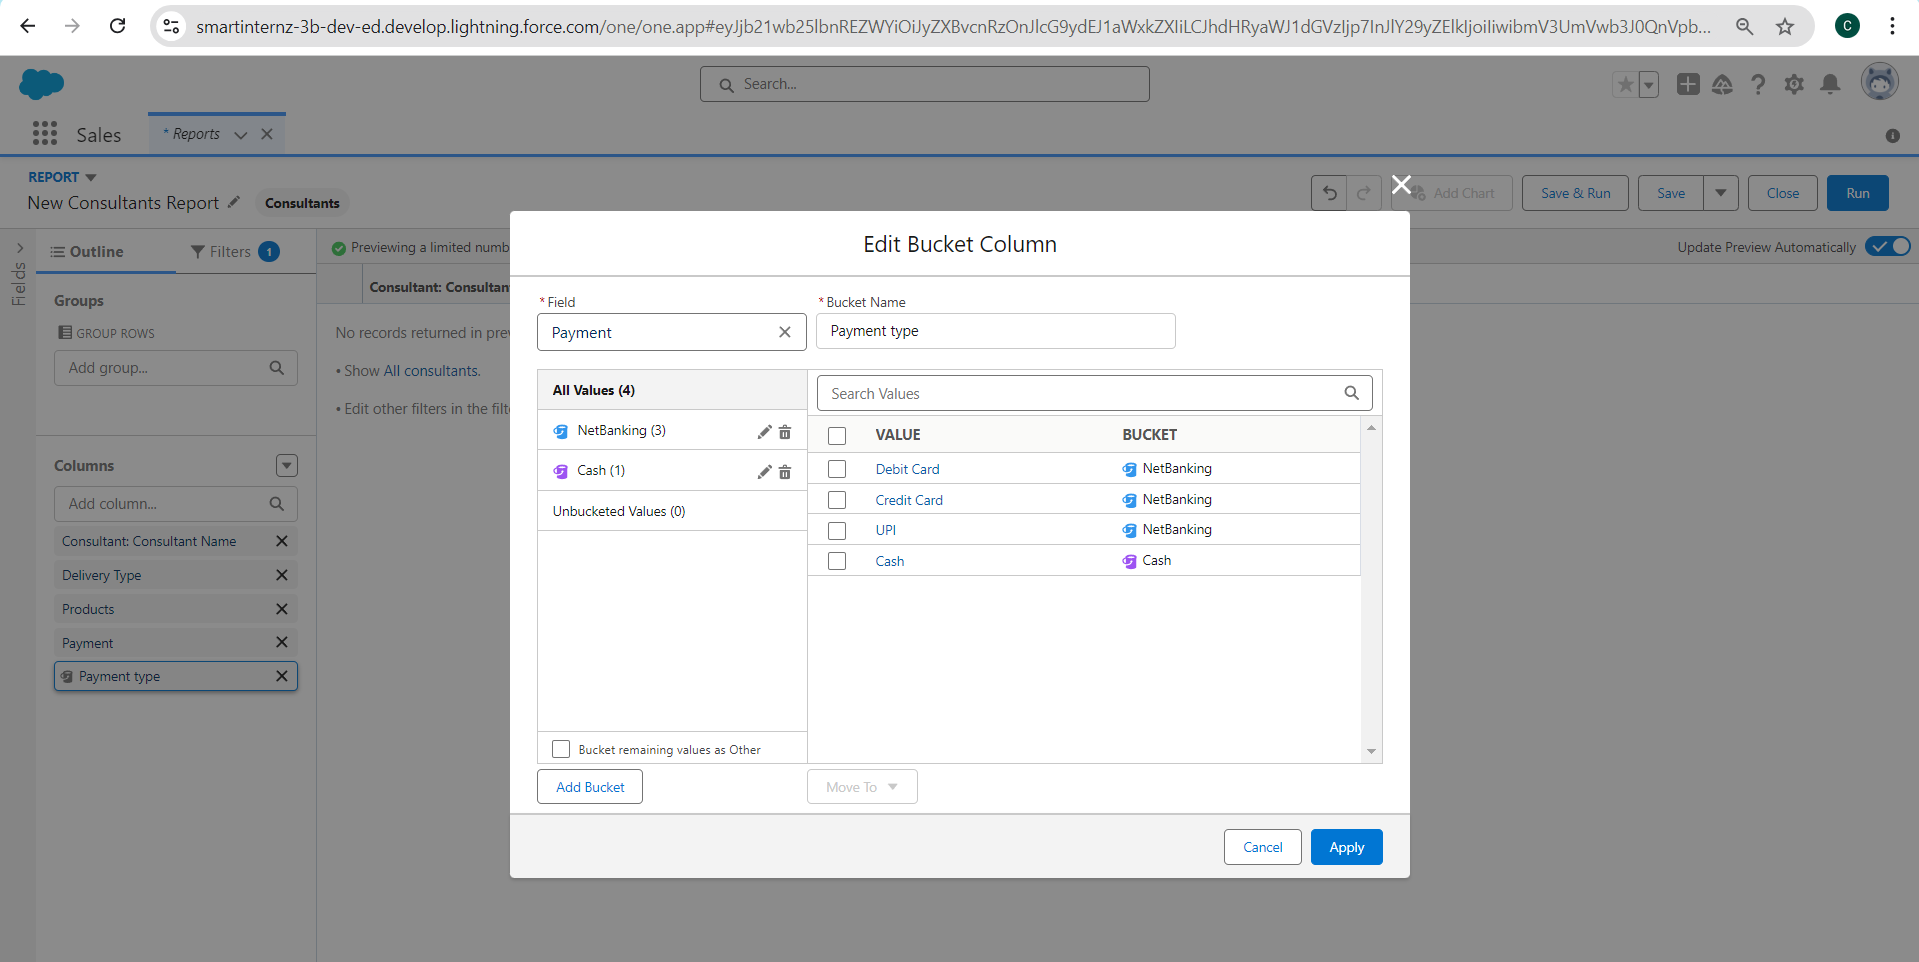 smartinternz-3b-dev-ed.develop.lightning.force.com/one/one.app#eyJjb21wb25lbnREZWYiOiJyZXBvcnRzOnJlcG9ydEJ1aWxkZXIiLCJhdHRyaWJ1dGVzIjp7InJlY29yZElkIjoiIiwibmV3UmVwb3J0QnVpb...
C
Search...
Sales
* Reports
REPORT
New Consultants Report
Consultants
Add Chart
Save & Run
Save
Close
Run
Fields
Outline
Filters
1
Previewing a limited numb
Update Preview Automatically
Groups
GROUP ROWS
Add group...
Columns
Add column...
Consultant: Consultant Name
Delivery Type
Products
Payment
Payment type
Consultant: Consultan
No records returned in prev
• Show All consultants.
• Edit other filters in the filt
Edit Bucket Column
* Field
Payment
* Bucket Name
Payment type
All Values (4)
NetBanking (3)
Cash (1)
Unbucketed Values (0)
Bucket remaining values as Other
Search Values
VALUE BUCKET
Debit Card NetBanking
Credit Card NetBanking
UPI NetBanking
Cash Cash
Add Bucket
Move To
Cancel
Apply